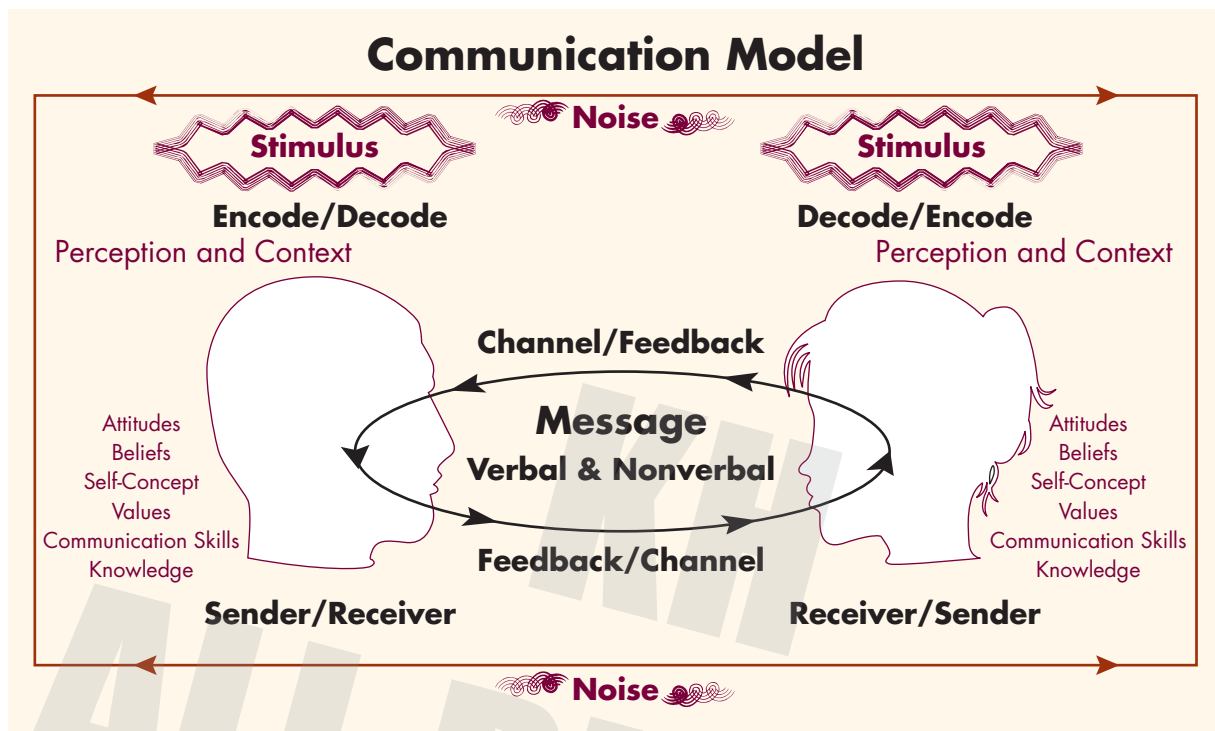 Communication Model
Noise
Stimulus
Stimulus
Encode/Decode
Decode/Encode
Perception and Context
Perception and Context
Channel/Feedback
Message
Verbal & Nonverbal
Feedback/Channel
Attitudes
Beliefs
Self-Concept
Values
Communication Skills
Knowledge
Attitudes
Beliefs
Self-Concept
Values
Communication Skills
Knowledge
Sender/Receiver
Receiver/Sender
Noise
KH